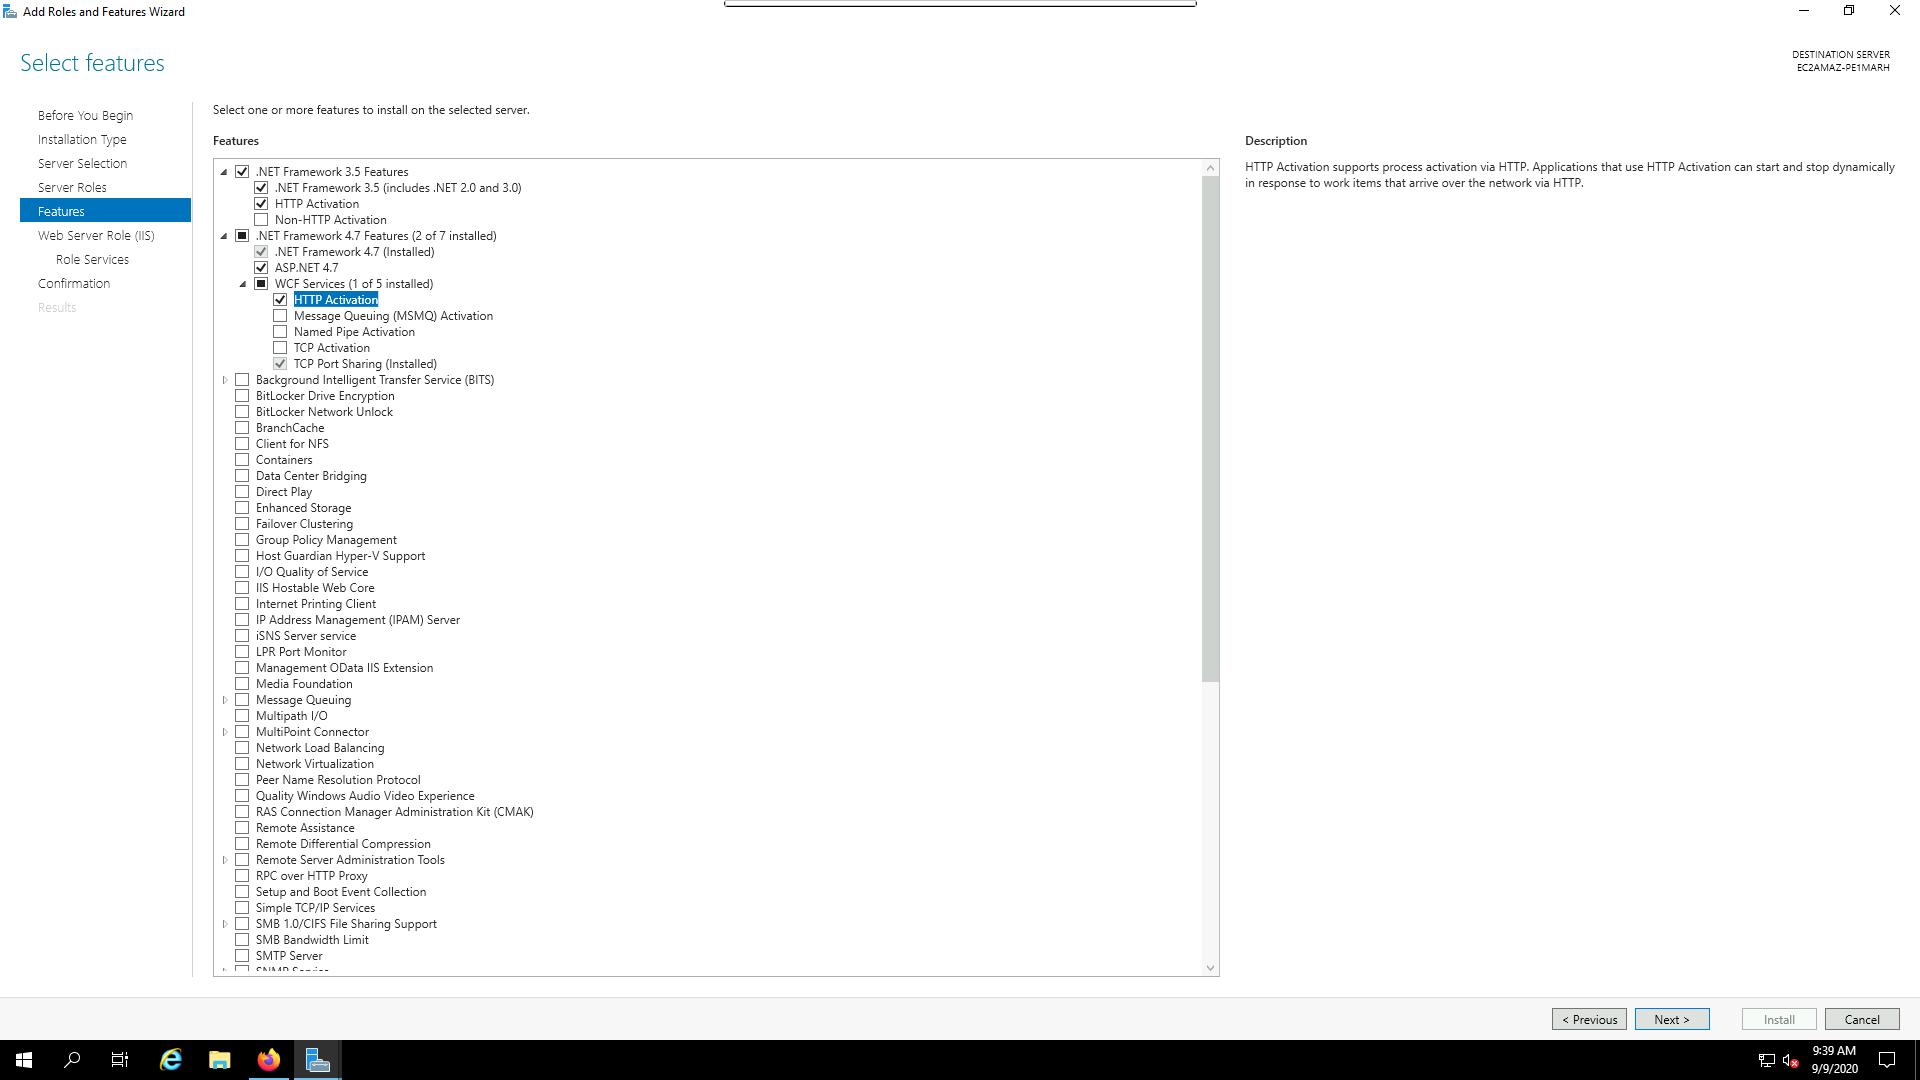 Add Roles and Features Wizard
Select features
DESTINATION SERVER
EC2AMAZ-PE1MARH
Before You Begin
Installation Type
Server Selection
Server Roles
Features
Web Server Role (IIS)
Role Services
Confirmation
Results
Select one or more features to install on the selected server.
Features
.NET Framework 3.5 Features
.NET Framework 3.5 (includes .NET 2.0 and 3.0)
HTTP Activation
Non-HTTP Activation
.NET Framework 4.7 Features (2 of 7 installed)
.NET Framework 4.7 (Installed)
ASP.NET 4.7
WCF Services (1 of 5 installed)
HTTP Activation
Message Queuing (MSMQ) Activation
Named Pipe Activation
TCP Activation
TCP Port Sharing (Installed)
Background Intelligent Transfer Service (BITS)
BitLocker Drive Encryption
BitLocker Network Unlock
BranchCache
Client for NFS
Containers
Data Center Bridging
Direct Play
Enhanced Storage
Failover Clustering
Group Policy Management
Host Guardian Hyper-V Support
I/O Quality of Service
IIS Hostable Web Core
Internet Printing Client
IP Address Management (IPAM) Server
iSNS Server service
LPR Port Monitor
Management OData IIS Extension
Media Foundation
Message Queuing
Multipath I/O
MultiPoint Connector
Network Load Balancing
Network Virtualization
Peer Name Resolution Protocol
Quality Windows Audio Video Experience
RAS Connection Manager Administration Kit (CMAK)
Remote Assistance
Remote Differential Compression
Remote Server Administration Tools
RPC over HTTP Proxy
Setup and Boot Event Collection
Simple TCP/IP Services
SMB 1.0/CIFS File Sharing Support
SMB Bandwidth Limit
SMTP Server
SNMP Service
Description
HTTP Activation supports process activation via HTTP. Applications that use HTTP Activation can start and stop dynamically
in response to work items that arrive over the network via HTTP.
< Previous
Next >
Install
Cancel
9:39 AM
9/9/2020